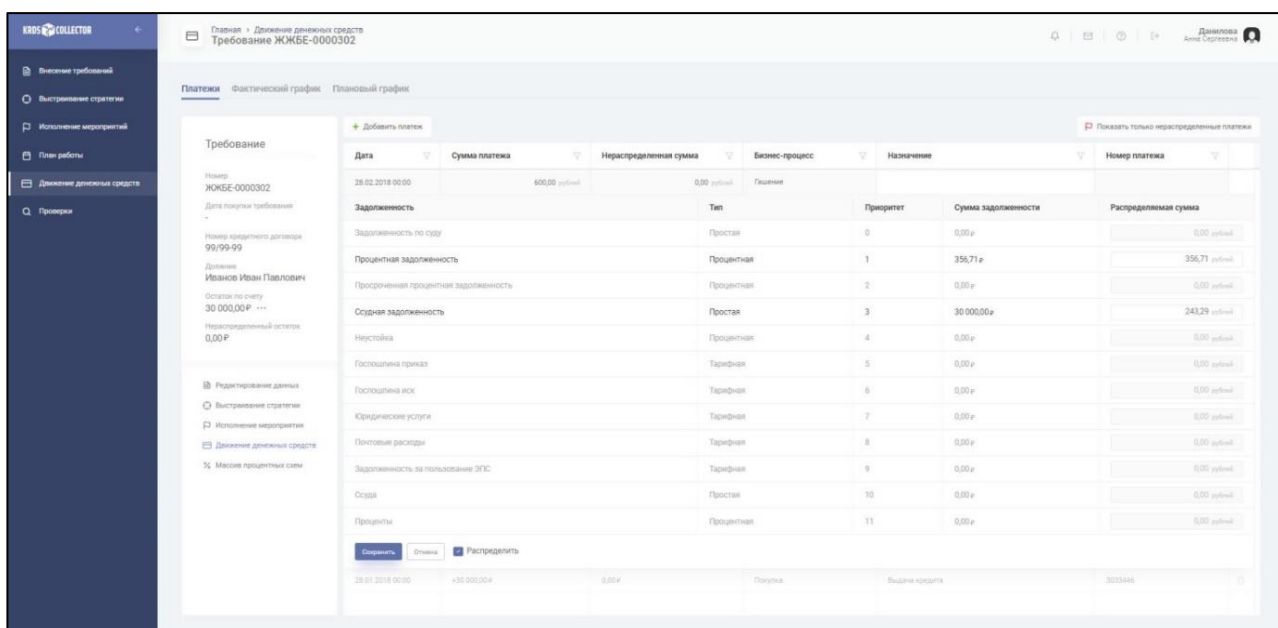 KRDS COLLECTOR
Главная > Движение денежных средств
Требование ЖЖБЕ-0000302
Данилова
Анна Сергеевна
Внесение требований
Выстраивание стратегии
Исполнение мероприятий
План работы
Движение денежных средств
Проверки
Платежи Фактический график Плановый график
Требование
Номер
ЖЖБЕ-0000302
Дата покупки требования
-
Номер кредитного договора
99/99-99
Должник
Иванов Иван Павлович
Остаток по счету
30 000,00 ₽ ...
Нераспределенный остаток
0,00 ₽
Редактирование данных
Выстраивание стратегии
Исполнение мероприятия
Движение денежных средств
Массив процентных схем
+ Добавить платеж Показать только нераспределенные платежи
Дата Сумма платежа Нераспределенная сумма Бизнес-процесс Назначение Номер платежа
28.02.2018 00:00 600,00 рублей 0,00 рублей Гашение
Задолженность Тип Приоритет Сумма задолженности Распределяемая сумма
Задолженность по суду Простая 0 0,00 ₽ 0,00 рублей
Процентная задолженность Процентная 1 356,71 ₽ 356,71 рублей
Просроченная процентная задолженность Процентная 2 0,00 ₽ 0,00 рублей
Ссудная задолженность Простая 3 30 000,00 ₽ 243,29 рублей
Неустойка Процентная 4 0,00 ₽ 0,00 рублей
Госпошлина приказ Тарифная 5 0,00 ₽ 0,00 рублей
Госпошлина иск Тарифная 6 0,00 ₽ 0,00 рублей
Юридические услуги Тарифная 7 0,00 ₽ 0,00 рублей
Почтовые расходы Тарифная 8 0,00 ₽ 0,00 рублей
Задолженность за пользование ЭПС Тарифная 9 0,00 ₽ 0,00 рублей
Ссуда Простая 10 0,00 ₽ 0,00 рублей
Проценты Процентная 11 0,00 ₽ 0,00 рублей
Сохранить Отмена Распределить
28.01.2018 00:00 +30 000,00 ₽ 0,00 ₽ Покупка Выдача кредита 3035446